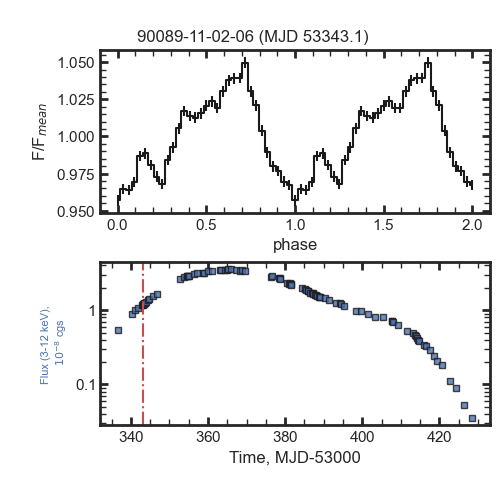 90089-11-02-06 (MJD 53343.1)
1.050
1.025
1.000
0.975
0.950
F/Fmean
0.0 0.5 1.0 1.5 2.0
phase
Flux (3-12 keV),
10⁻⁸ cgs
1
0.1
340 360 380 400 420
Time, MJD-53000